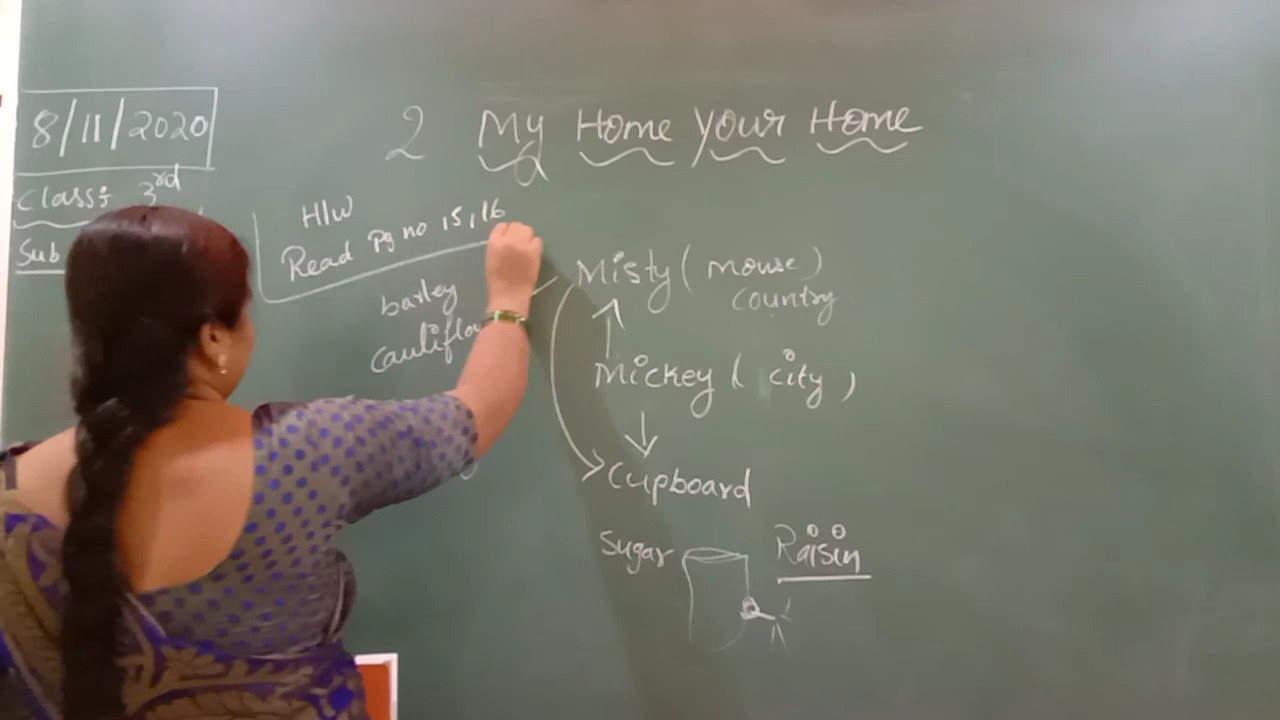 8/11/2020
2 My Home Your Home
Class: 3rd
Sub
H/W
Read Pg no 15,16
Misty (mouse)
country
barley
Mickey (city)
Cupboard
Sugar
Raisin